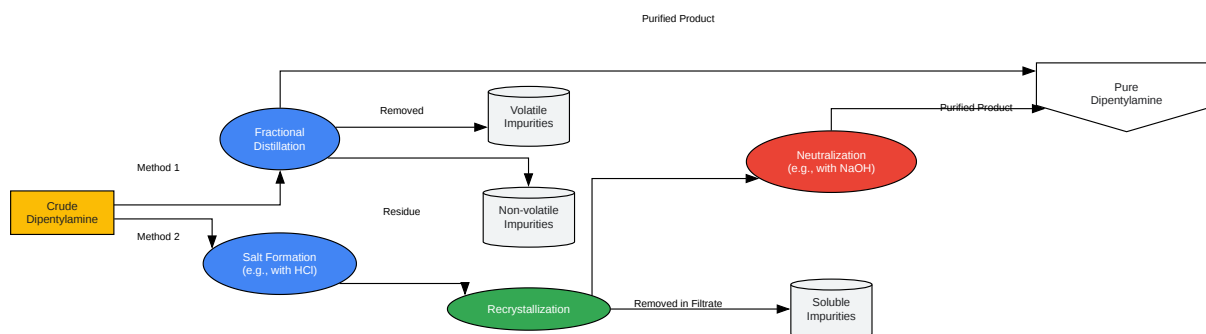 Purified Product
Pure
Dipentylamine
Removed
Volatile
Impurities
Purified Product
Fractional
Distillation
Neutralization
(e.g., with NaOH)
Method 1
Crude
Dipentylamine
Residue
Non-volatile
Impurities
Method 2
Salt Formation
(e.g., with HCl)
Recrystallization
Removed in Filtrate
Soluble
Impurities